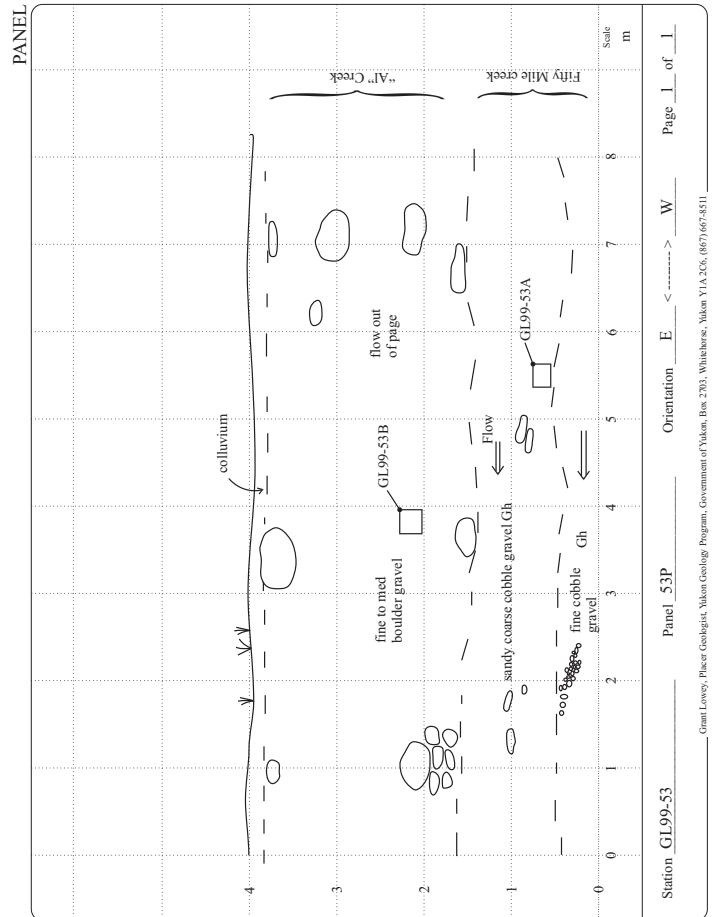 PANEL
"Al" Creek
Fifty Mile creek
colluvium
4
3
2
1
0
GL99-53B
fine to med
boulder gravel
flow out
of page
GL99-53A
Flow
sandy coarse cobble gravel Gh
Gh
fine cobble
gravel
0
1
2
3
4
5
6
7
8
Scale
m
Station GL99-53 Panel 53P Orientation E <--------> W Page 1 of 1
Grant Lowey, Placer Geologist, Yukon Geology Program, Government of Yukon, Box 2703, Whitehorse, Yukon Y1A 2C6, (867) 667-8511